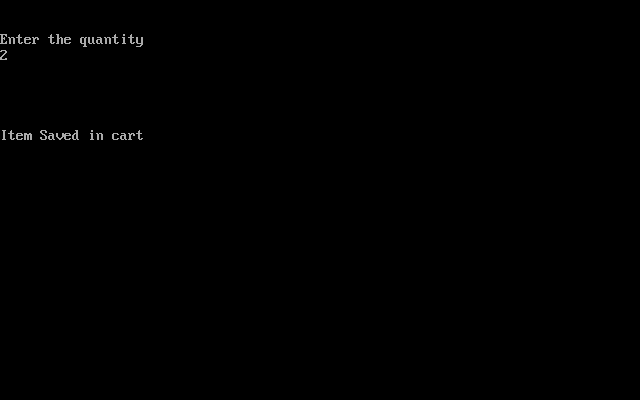 Enter the quantity
2
Item Saved in cart